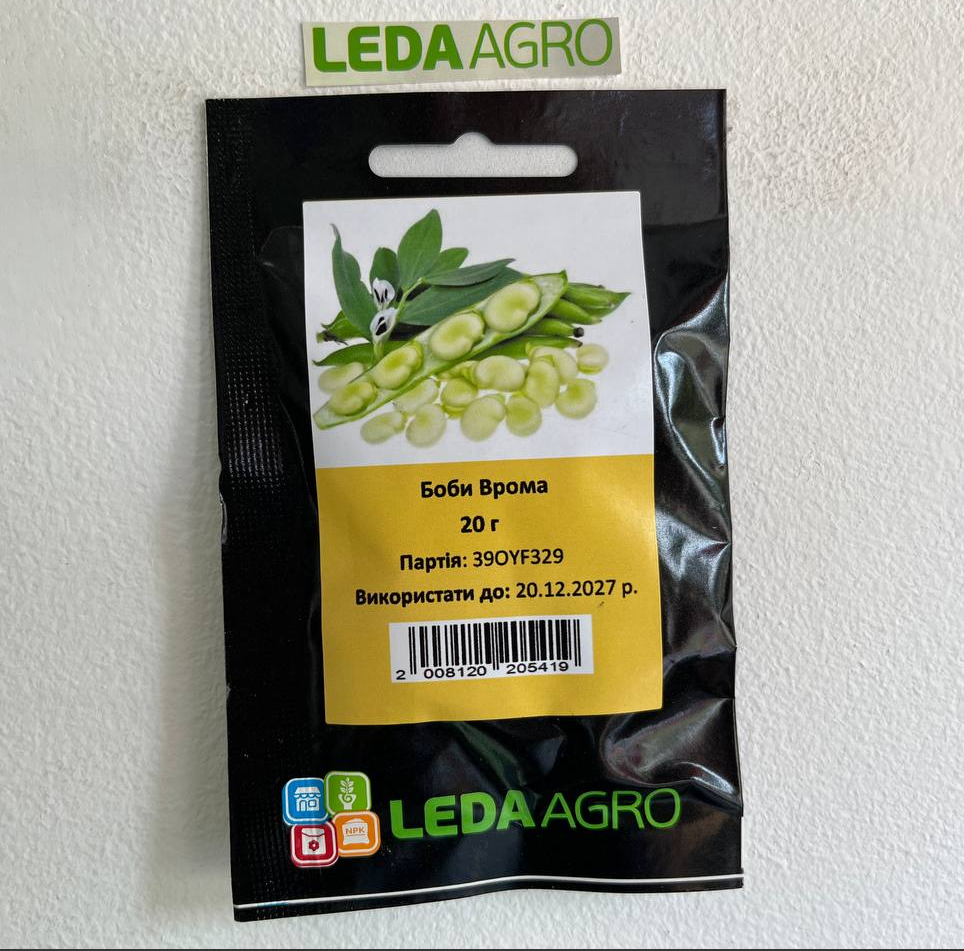 LEDAAGRO
Боби Врома
20 г
Партія: 39OYF329
Використати до: 20.12.2027 р.
2 008120 205419
NPK
LEDAAGRO